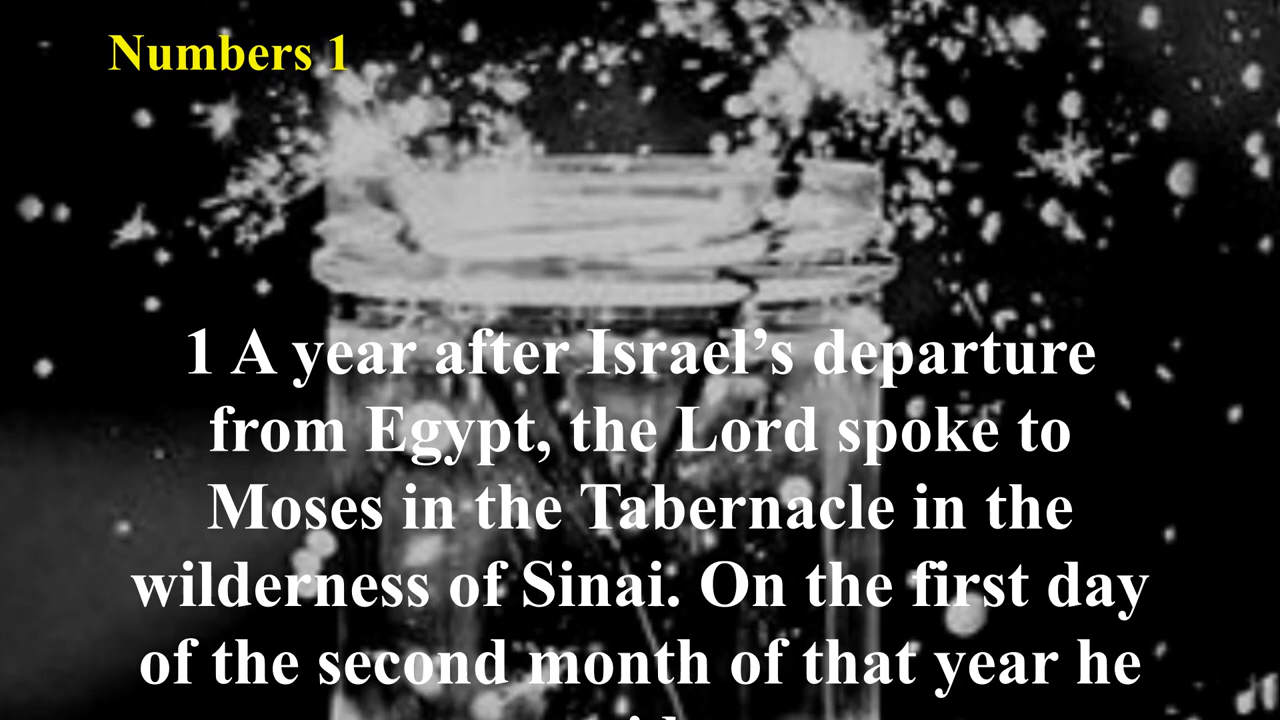 Numbers 1
1 A year after Israel’s departure
from Egypt, the Lord spoke to
Moses in the Tabernacle in the
wilderness of Sinai. On the first day
of the second month of that year he